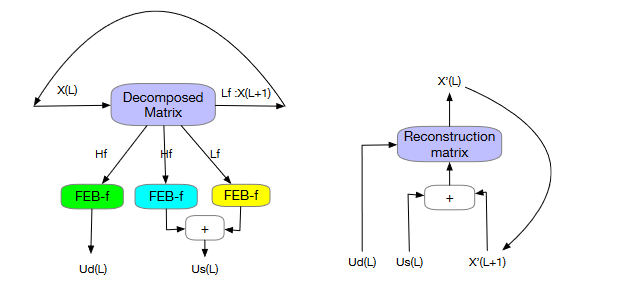 X(L)
Decomposed
Matrix
Lf :X(L+1)
Hf
Hf
Lf
FEB-f
FEB-f
FEB-f
+
Ud(L)
Us(L)
X'(L)
Reconstruction
matrix
+
Ud(L)
Us(L)
X'(L+1)